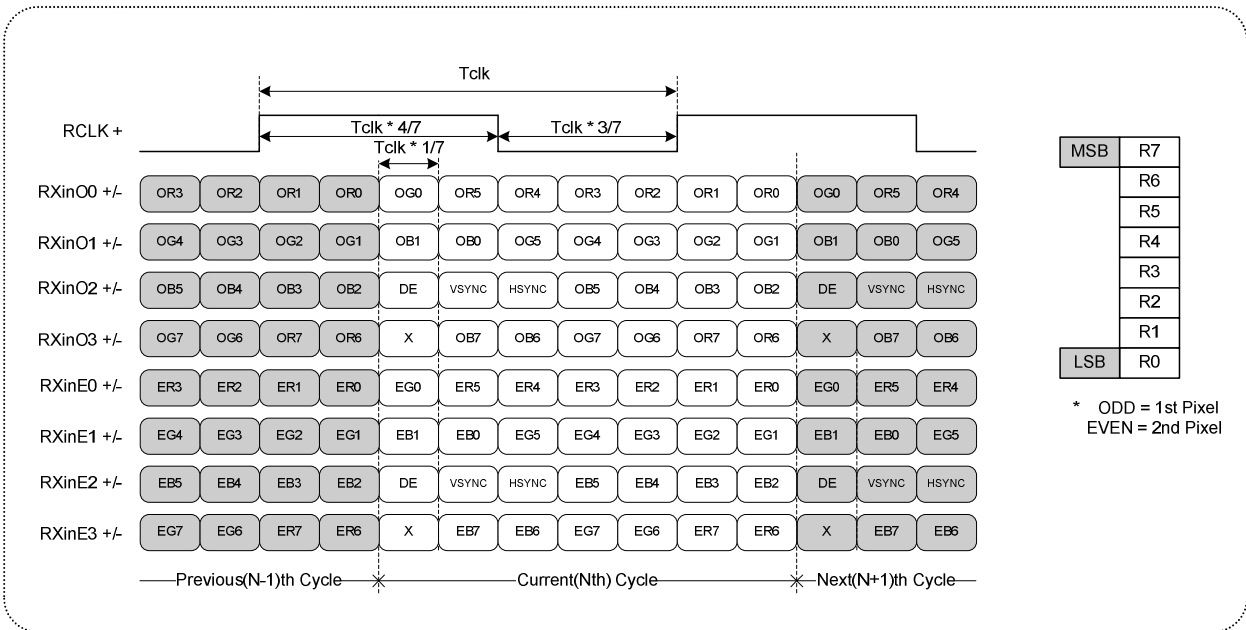 Tclk
RCLK +
Tclk * 4/7
Tclk * 3/7
Tclk * 1/7
RXinO0 +/- OR3 OR2 OR1 OR0 OG0 OR5 OR4 OR3 OR2 OR1 OR0 OG0 OR5 OR4
RXinO1 +/- OG4 OG3 OG2 OG1 OB1 OB0 OG5 OG4 OG3 OG2 OG1 OB1 OB0 OG5
RXinO2 +/- OB5 OB4 OB3 OB2 DE VSYNC HSYNC OB5 OB4 OB3 OB2 DE VSYNC HSYNC
RXinO3 +/- OG7 OG6 OR7 OR6 X OB7 OB6 OG7 OG6 OR7 OR6 X OB7 OB6
RXinE0 +/- ER3 ER2 ER1 ER0 EG0 ER5 ER4 ER3 ER2 ER1 ER0 EG0 ER5 ER4
RXinE1 +/- EG4 EG3 EG2 EG1 EB1 EB0 EG5 EG4 EG3 EG2 EG1 EB1 EB0 EG5
RXinE2 +/- EB5 EB4 EB3 EB2 DE VSYNC HSYNC EB5 EB4 EB3 EB2 DE VSYNC HSYNC
RXinE3 +/- EG7 EG6 ER7 ER6 X EB7 EB6 EG7 EG6 ER7 ER6 X EB7 EB6
Previous(N-1)th Cycle Current(Nth) Cycle Next(N+1)th Cycle
MSB R7
R6
R5
R4
R3
R2
R1
LSB R0
* ODD = 1st Pixel
EVEN = 2nd Pixel